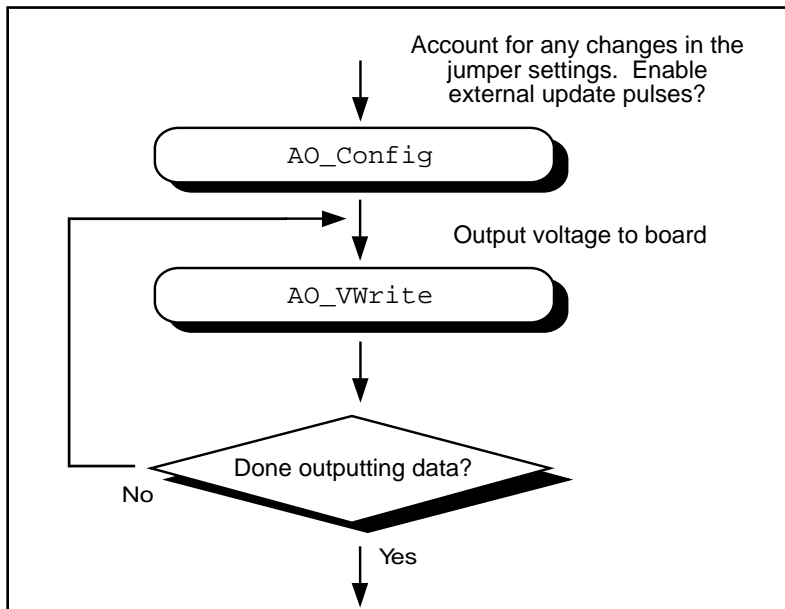 Account for any changes in the
jumper settings.  Enable
external update pulses?
AO_Config
Output voltage to board
AO_VWrite
Done outputting data?
No
Yes